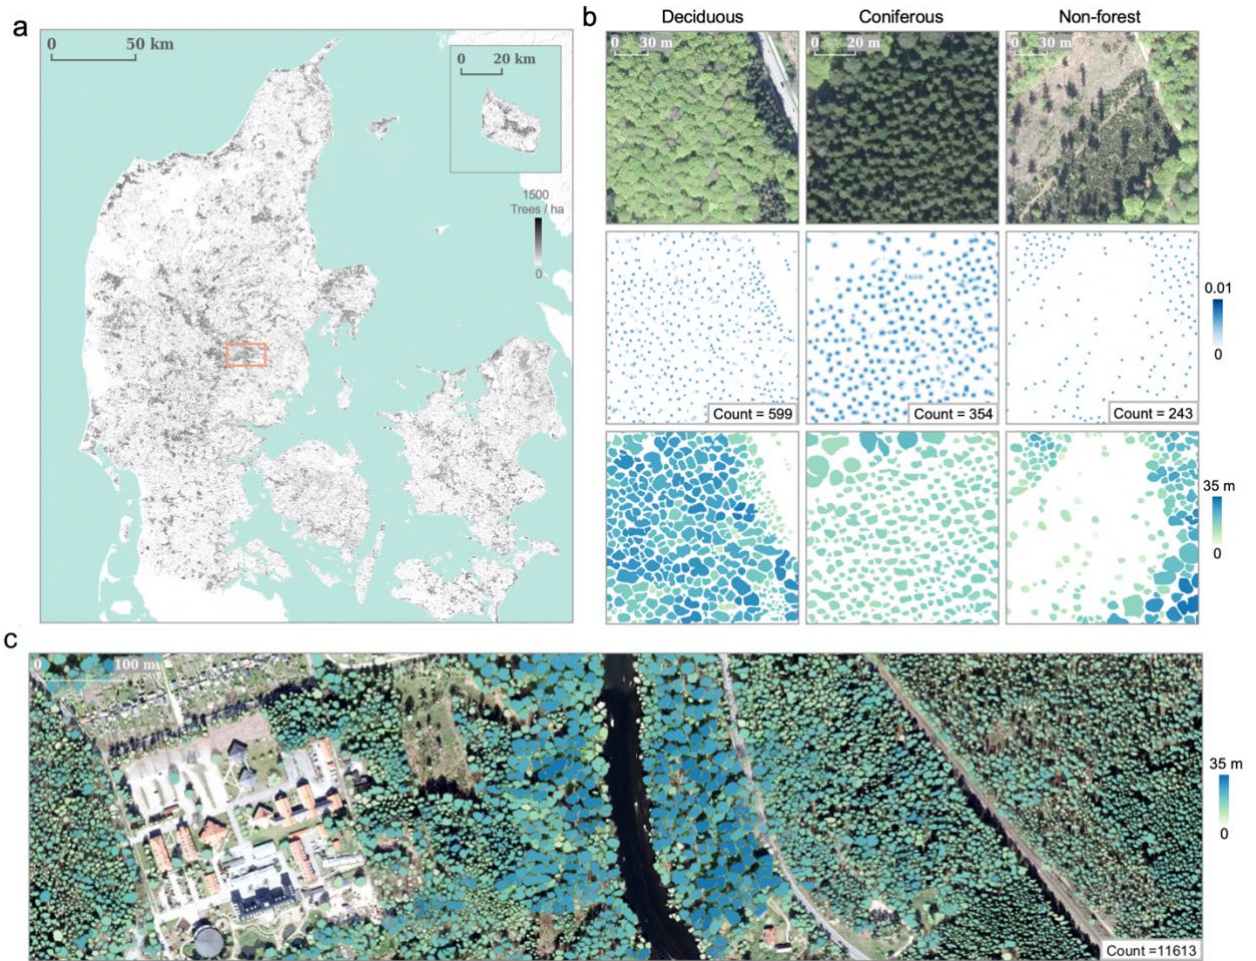 a
0 50 km
0 20 km
1500
Trees / ha
0
b
Deciduous Coniferous Non-forest
0 30 m
0 20 m
0 30 m
0.01
0
Count = 599
Count = 354
Count = 243
35 m
0
c
0 100 m
35 m
0
Count =11613